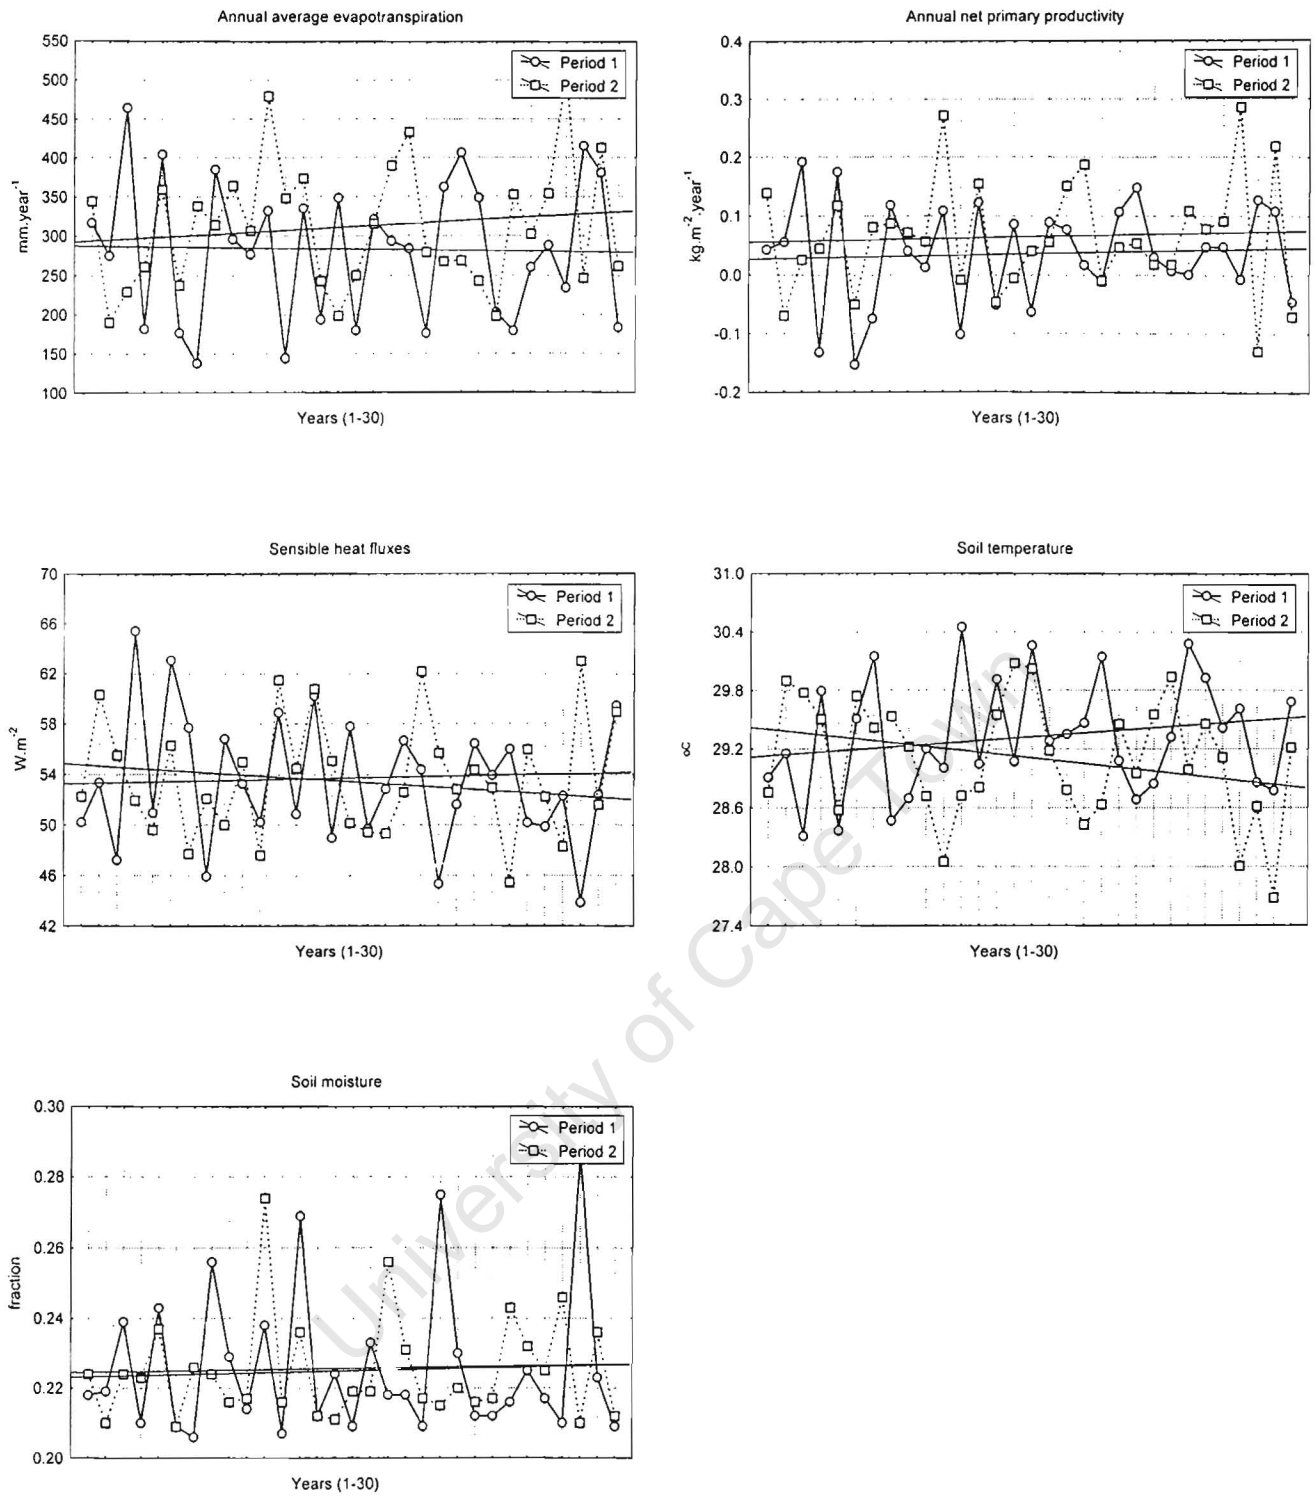 Annual average evapotranspiration
550
500
450
400
350
300
250
200
150
100
mm.year-1
Period 1
Period 2
Years (1-30)
Annual net primary productivity
0.4
0.3
0.2
0.1
0.0
-0.1
-0.2
kg.m-2.year-1
Period 1
Period 2
Years (1-30)
Sensible heat fluxes
70
66
62
58
54
50
46
42
W.m-2
Period 1
Period 2
Years (1-30)
Soil temperature
31.0
30.4
29.8
29.2
28.6
28.0
27.4
oC
Period 1
Period 2
Years (1-30)
Soil moisture
0.30
0.28
0.26
0.24
0.22
0.20
fraction
Period 1
Period 2
Years (1-30)
University of Cape Town